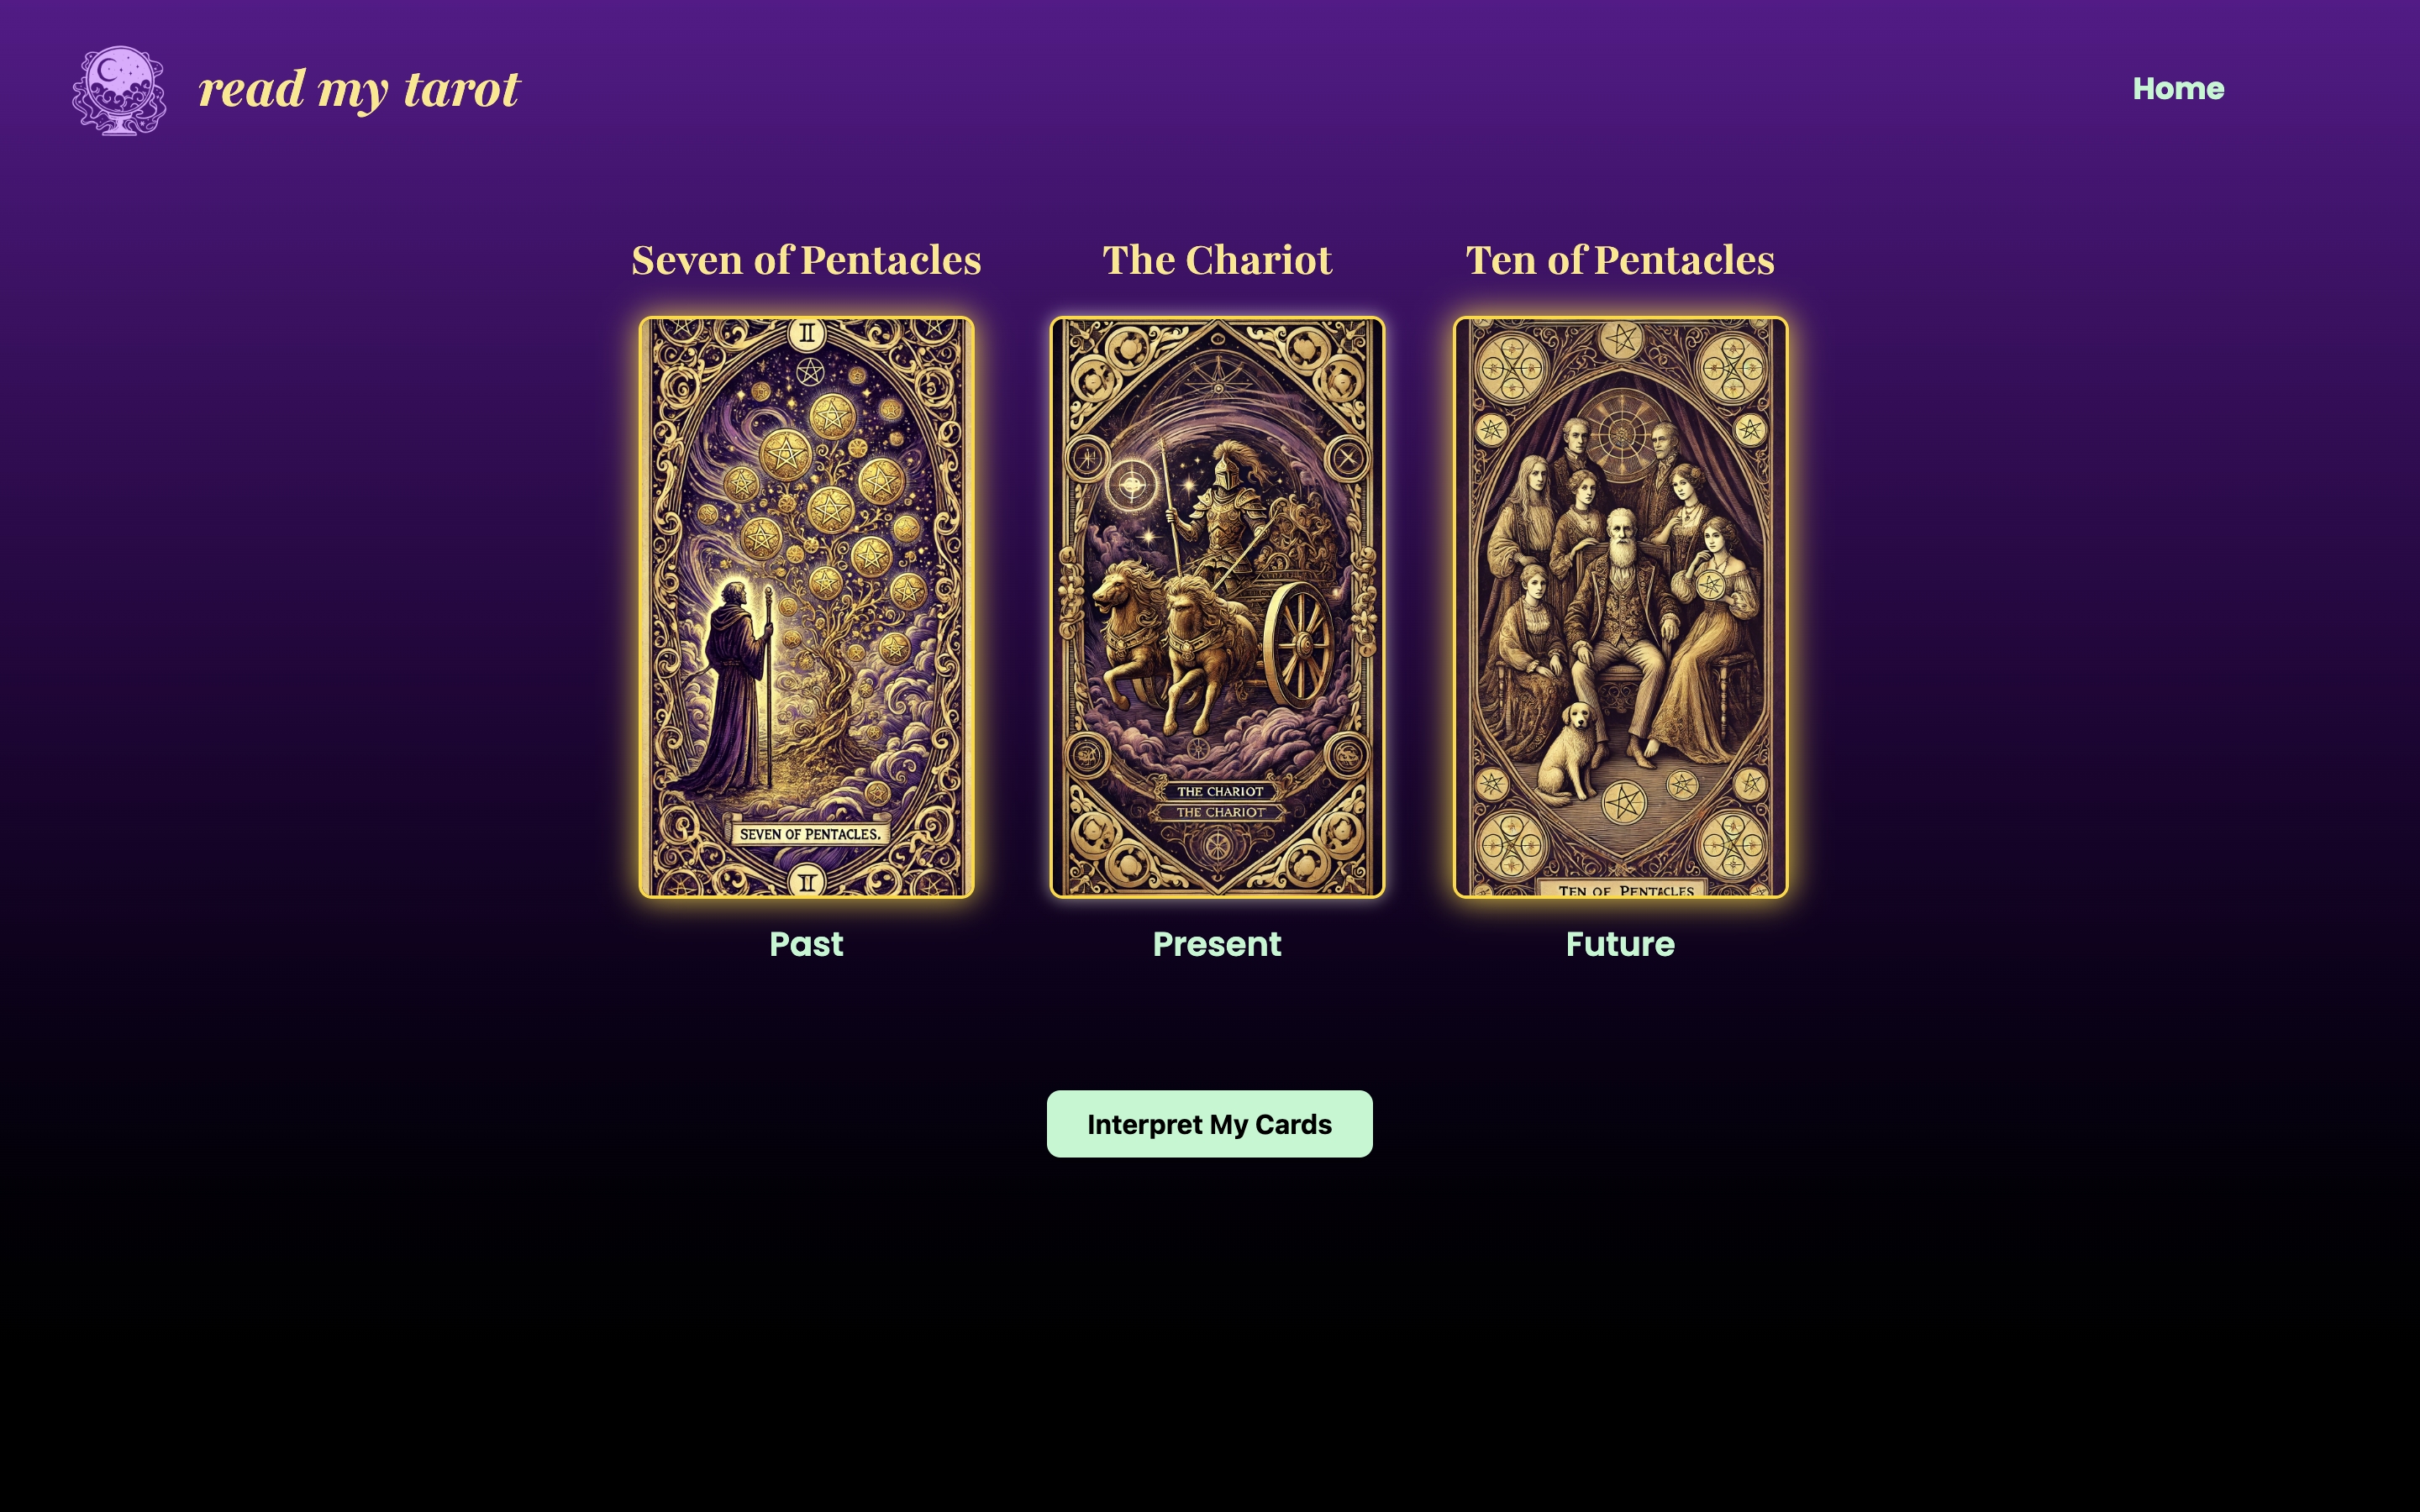 read my tarot
Home
Seven of Pentacles
The Chariot
Ten of Pentacles
II
SEVEN OF PENTACLES.
II
THE CHARIOT
THE CHARIOT
TEN OF PENTACLES
Past
Present
Future
Interpret My Cards